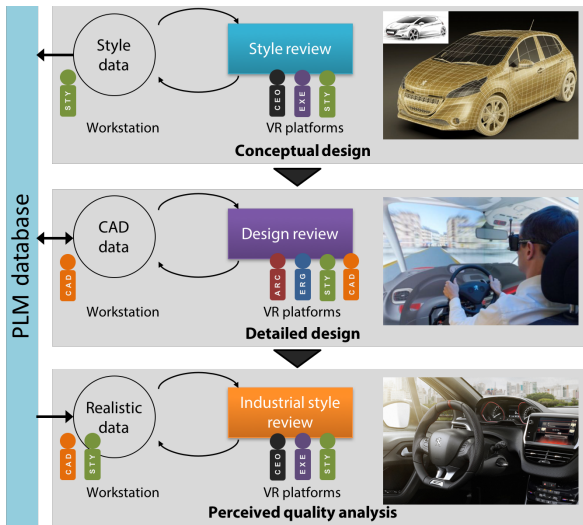 PLM database
Style
data
Style review
STY
CEO
EXE
STY
Workstation
VR platforms
Conceptual design
CAD
data
Design review
CAD
ARC
ERG
STY
CAD
Workstation
VR platforms
Detailed design
Realistic
data
Industrial style
review
CAD
STY
CEO
EXE
STY
Workstation
VR platforms
Perceived quality analysis